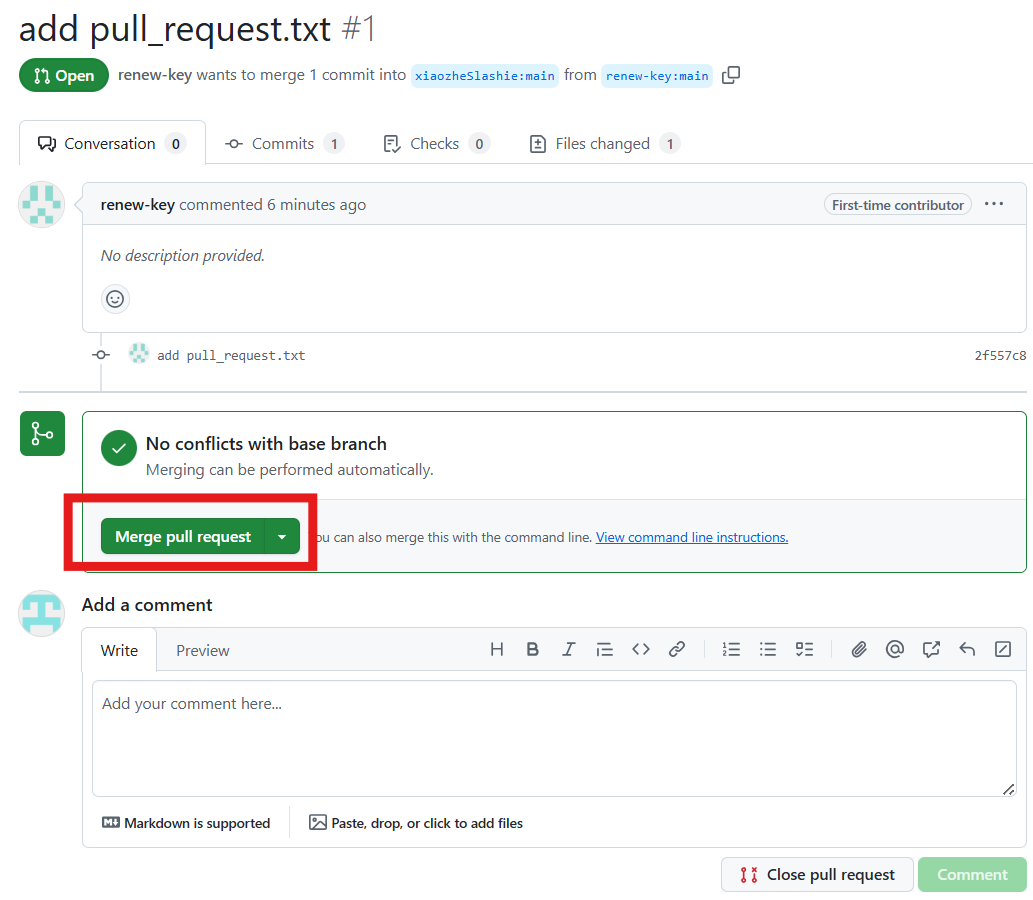 add pull_request.txt #1
Open renew-key wants to merge 1 commit into xiaozheSlashie:main from renew-key:main
Conversation 0 Commits 1 Checks 0 Files changed 1
renew-key commented 6 minutes ago First-time contributor
No description provided.
add pull_request.txt 2f557c8
No conflicts with base branch
Merging can be performed automatically.
Merge pull request ou can also merge this with the command line. View command line instructions.
Add a comment
Write Preview
Add your comment here...
Markdown is supported Paste, drop, or click to add files
Close pull request Comment